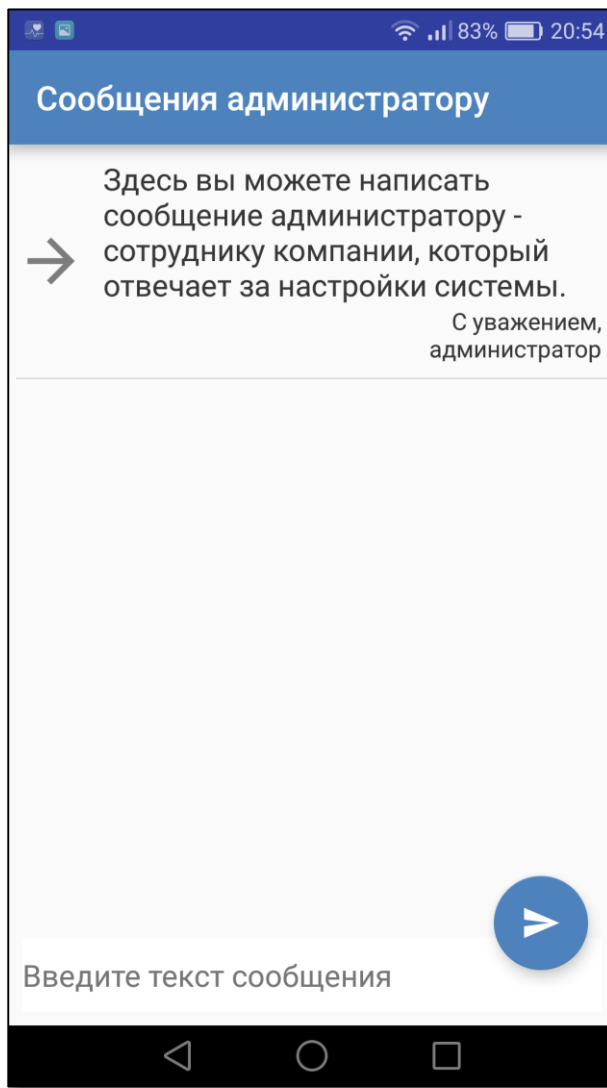 83% 20:54
Сообщения администратору
Здесь вы можете написать
сообщение администратору -
сотруднику компании, который
отвечает за настройки системы.
С уважением,
администратор
Введите текст сообщения